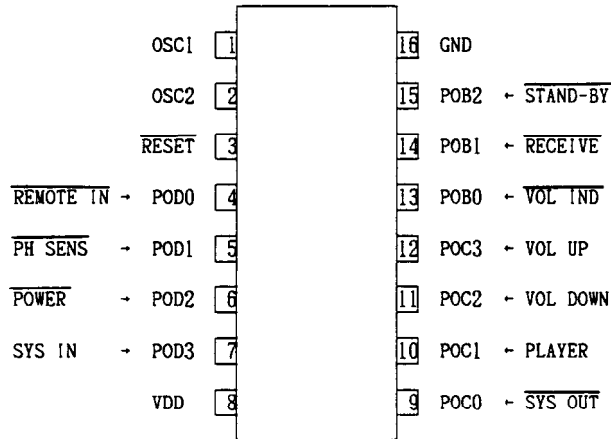 OSC1 1 16 GND
OSC2 2 15 POB2 ← STAND-BY
RESET 3 14 POB1 ← RECEIVE
REMOTE IN → POD0 4 13 POB0 ← VOL IND
PH SENS → POD1 5 12 POC3 ← VOL UP
POWER → POD2 6 11 POC2 ← VOL DOWN
SYS IN → POD3 7 10 POC1 ← PLAYER
VDD 8 9 POC0 ← SYS OUT